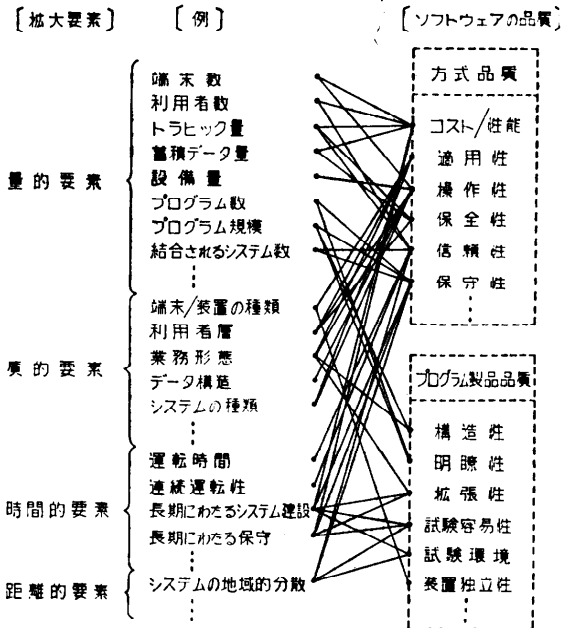 ［拡大要素］
［例］
［ソフトウェアの品質］
量的要素
端末数
利用者数
トラヒック量
蓄積データ量
設備量
プログラム数
プログラム規模
結合されるシステム数
質的要素
端末/装置の種類
利用者層
業務形態
データ構造
システムの種類
時間的要素
運転時間
連続運転性
長期にわたるシステム建設
長期にわたる保守
距離的要素
システムの地域的分散
方式品質
コスト/性能
適用性
操作性
保全性
信頼性
保守性
プログラム製品品質
構造性
明瞭性
拡張性
試験容易性
試験環境
装置独立性